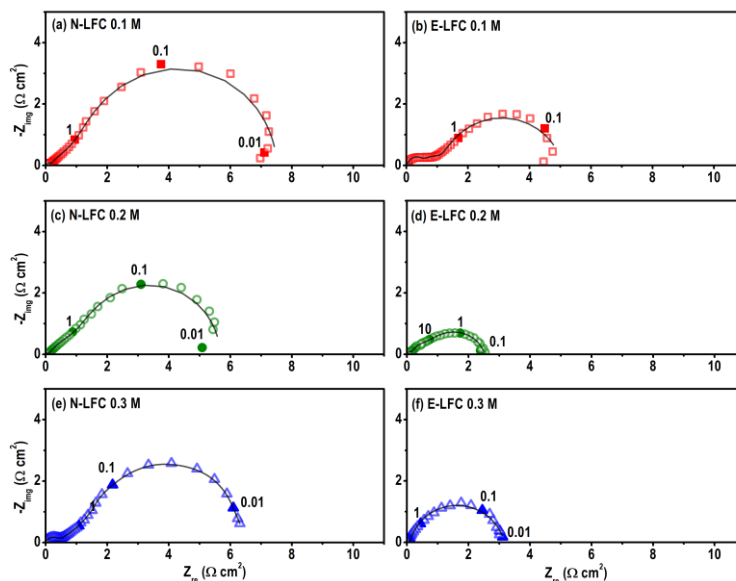 (a) N-LFC 0.1 M
(b) E-LFC 0.1 M
4
2
0
-Z_img (Ω cm²)
0.1
1
0.01
1
0.1
0 2 4 6 8 10
0 2 4 6 8 10
(c) N-LFC 0.2 M
(d) E-LFC 0.2 M
4
2
0
-Z_img (Ω cm²)
0.1
1
0.01
10
1
0.1
0 2 4 6 8 10
0 2 4 6 8 10
(e) N-LFC 0.3 M
(f) E-LFC 0.3 M
4
2
0
-Z_img (Ω cm²)
0.1
1
0.01
1
0.1
0.01
0 2 4 6 8 10
0 2 4 6 8 10
Z_re (Ω cm²)
Z_re (Ω cm²)